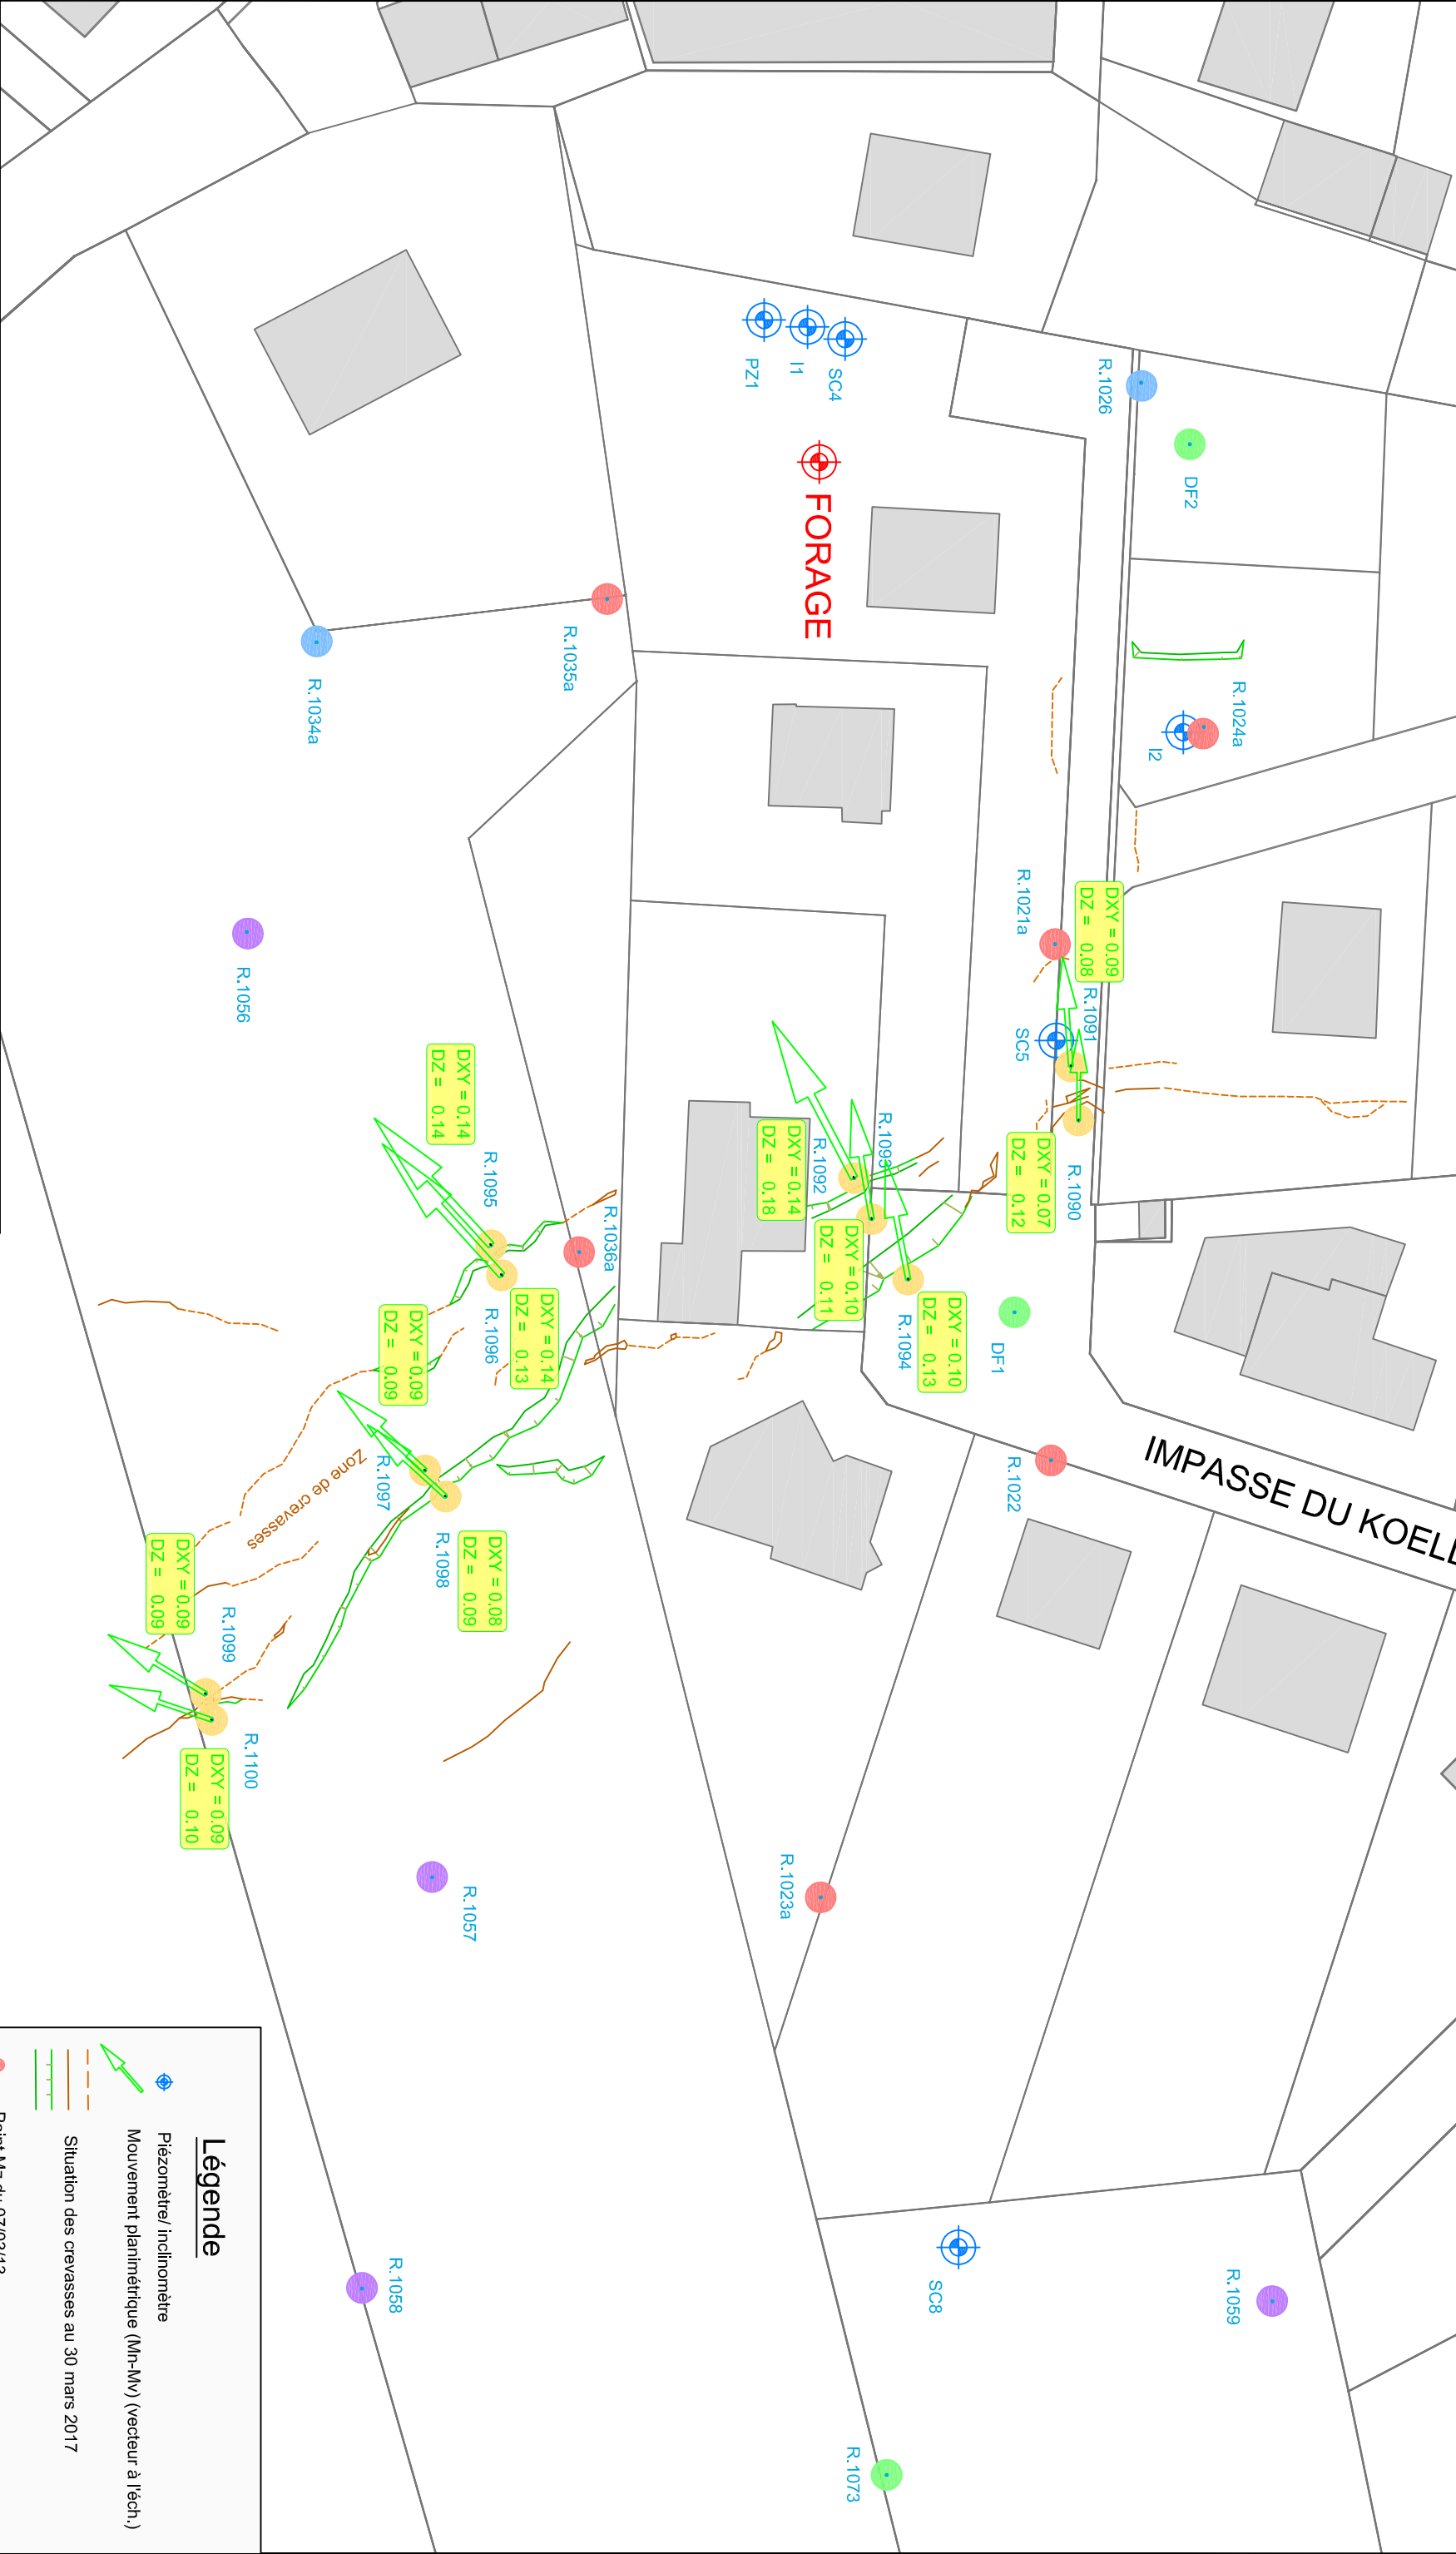 IMPASSE DU KOELL
R.1024a
R.1059
DF2
I2
R.1026
DXY = 0.09
DZ = 0.08
R.1091
R.1090
DXY = 0.07
DZ = 0.12
R.1021a
SC5
R.1022
DF1
DXY = 0.10
DZ = 0.13
SC8
R.1094
R.1093
R.1073
DXY = 0.10
DZ = 0.11
SC4
FORAGE
R.1092
I1
DXY = 0.14
DZ = 0.18
R.1023a
PZ1
R.1036a
R.1035a
DXY = 0.14
DZ = 0.13
R.1095
R.1096
DXY = 0.08
DZ = 0.09
R.1057
DXY = 0.14
DZ = 0.14
R.1098
DXY = 0.09
DZ = 0.09
R.1058
R.1097
R.1034a
Zone de crevasses
R.1100
R.1056
R.1099
DXY = 0.09
DZ = 0.10
DXY = 0.09
DZ = 0.09
Légende
Piézomètre/ inclinomètre
Mouvement planimétrique (Mn-Mv) (vecteur à l'éch.)
Situation des crevasses au 30 mars 2017